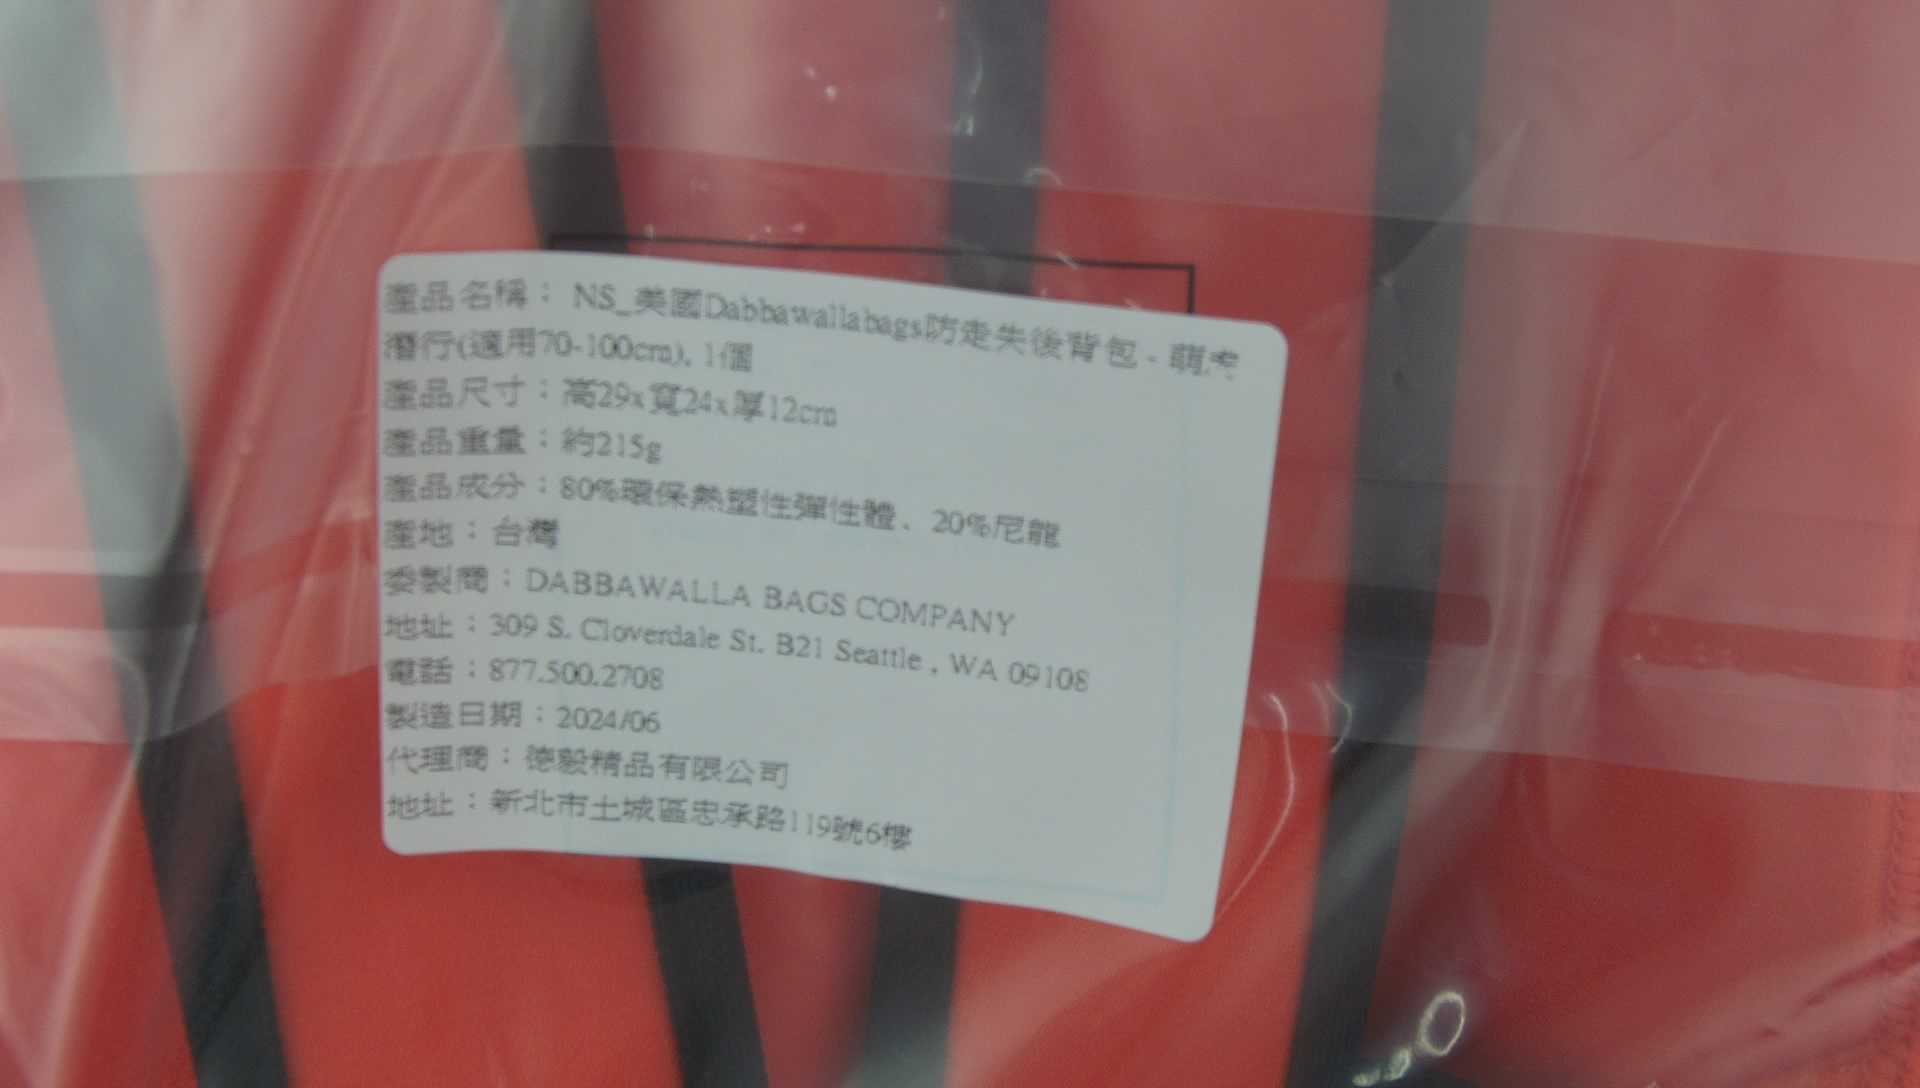 產品名稱： NS_美國Dabbawallabags防走失後背包 - 萌虎
潛行(適用70-100cm), 1個
產品尺寸：高29x寬24x厚12cm
產品重量：約215g
產品成分：80%環保熱塑性彈性體、20%尼龍
產地：台灣
委製商：DABBAWALLA BAGS COMPANY
地址：309 S. Cloverdale St. B21 Seattle , WA 09108
電話：877.500.2708
製造日期：2024/06
代理商：德毅精品有限公司
地址：新北市土城區忠承路119號6樓